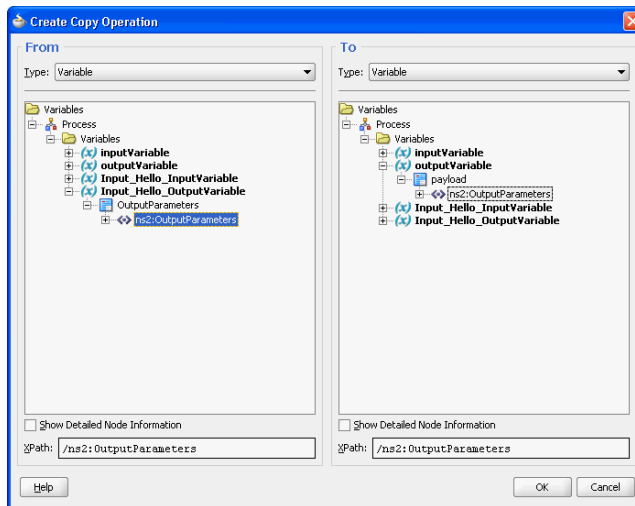 Create Copy Operation
From
Type: Variable
Variables
Process
Variables
inputVariable
outputVariable
Input_Hello_InputVariable
Input_Hello_OutputVariable
OutputParameters
ns2:OutputParameters
Show Detailed Node Information
XPath: /ns2:OutputParameters
To
Type: Variable
Variables
Process
Variables
inputVariable
outputVariable
payload
ns2:OutputParameters
Input_Hello_InputVariable
Input_Hello_OutputVariable
Show Detailed Node Information
XPath: /ns2:OutputParameters
Help
OK
Cancel